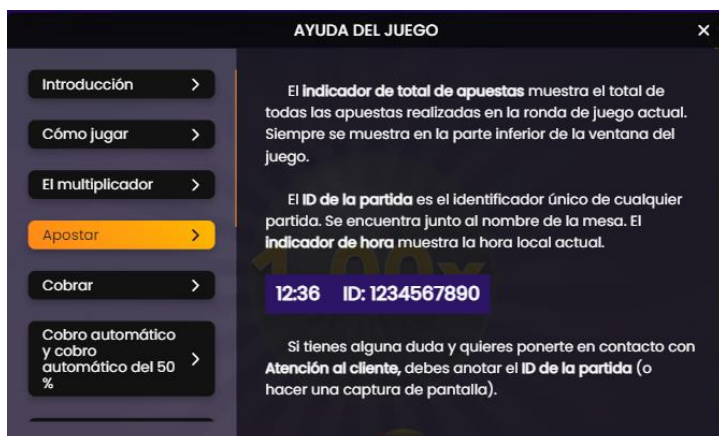 AYUDA DEL JUEGO
Introducción
Cómo jugar
El multiplicador
Apostar
Cobrar
Cobro automático
y cobro
automático del 50
%
El indicador de total de apuestas muestra el total de
todas las apuestas realizadas en la ronda de juego actual.
Siempre se muestra en la parte inferior de la ventana del
juego.
El ID de la partida es el identificador único de cualquier
partida. Se encuentra junto al nombre de la mesa. El
indicador de hora muestra la hora local actual.
12:36 ID: 1234567890
Si tienes alguna duda y quieres ponerte en contacto con
Atención al cliente, debes anotar el ID de la partida (o
hacer una captura de pantalla).